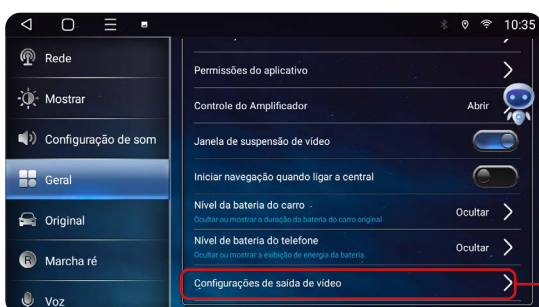 10:35
Rede
Mostrar
Configuração de som
Geral
Original
R Marcha ré
Voz
Permissões do aplicativo
Controle do Amplificador Abrir
Janela de suspensão de vídeo
Iniciar navegação quando ligar a central
Nível da bateria do carro
Ocultar ou mostrar a duração da bateria do carro original
Ocultar
Nível de bateria do telefone
Ocultar ou mostrar a exibição de energia da bateria
Ocultar
Configurações de saída de vídeo